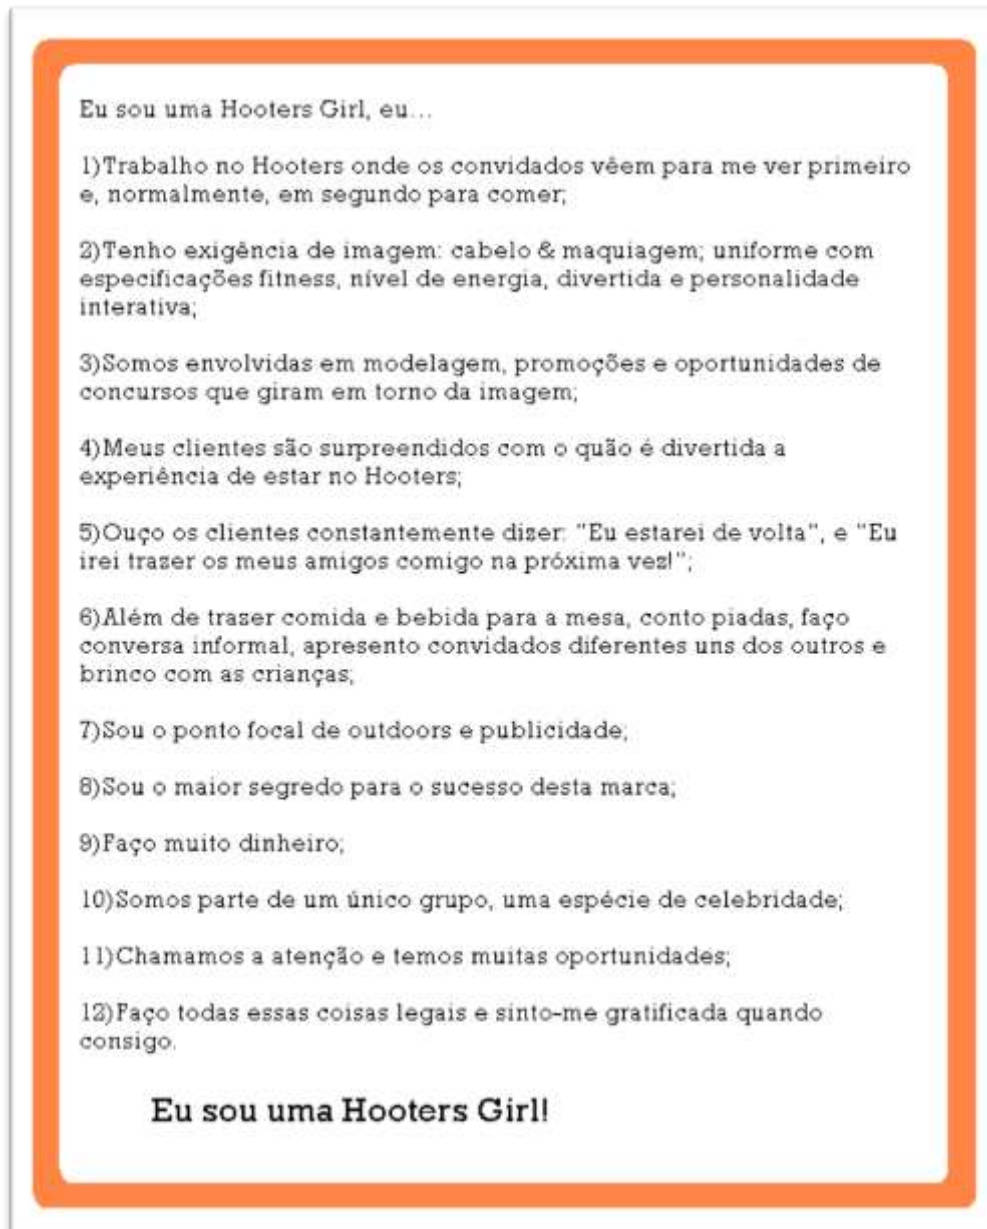 Eu sou uma Hooters Girl, eu...
1)Trabalho no Hooters onde os convidados vêem para me ver primeiro
e, normalmente, em segundo para comer;
2)Tenho exigência de imagem: cabelo & maquiagem; uniforme com
especificações fitness, nível de energia, divertida e personalidade
interativa;
3)Somos envolvidas em modelagem, promoções e oportunidades de
concursos que giram em torno da imagem;
4)Meus clientes são surpreendidos com o quão é divertida a
experiência de estar no Hooters;
5)Ouço os clientes constantemente dizer: "Eu estarei de volta", e "Eu
irei trazer os meus amigos comigo na próxima vez!";
6)Além de trazer comida e bebida para a mesa, conto piadas, faço
conversa informal, apresento convidados diferentes uns dos outros e
brinco com as crianças;
7)Sou o ponto focal de outdoors e publicidade;
8)Sou o maior segredo para o sucesso desta marca;
9)Faço muito dinheiro;
10)Somos parte de um único grupo, uma espécie de celebridade;
11)Chamamos a atenção e temos muitas oportunidades;
12)Faço todas essas coisas legais e sinto-me gratificada quando
consigo.
Eu sou uma Hooters Girl!